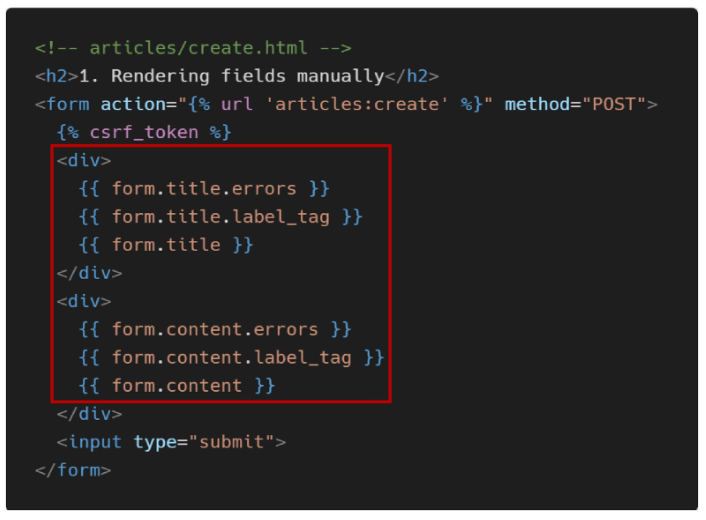 <!-- articles/create.html -->
<h2>1. Rendering fields manually</h2>
<form action="{% url 'articles:create' %}" method="POST">
{% csrf_token %}
<div>
{{ form.title.errors }}
{{ form.title.label_tag }}
{{ form.title }}
</div>
<div>
{{ form.content.errors }}
{{ form.content.label_tag }}
{{ form.content }}
</div>
<input type="submit">
</form>